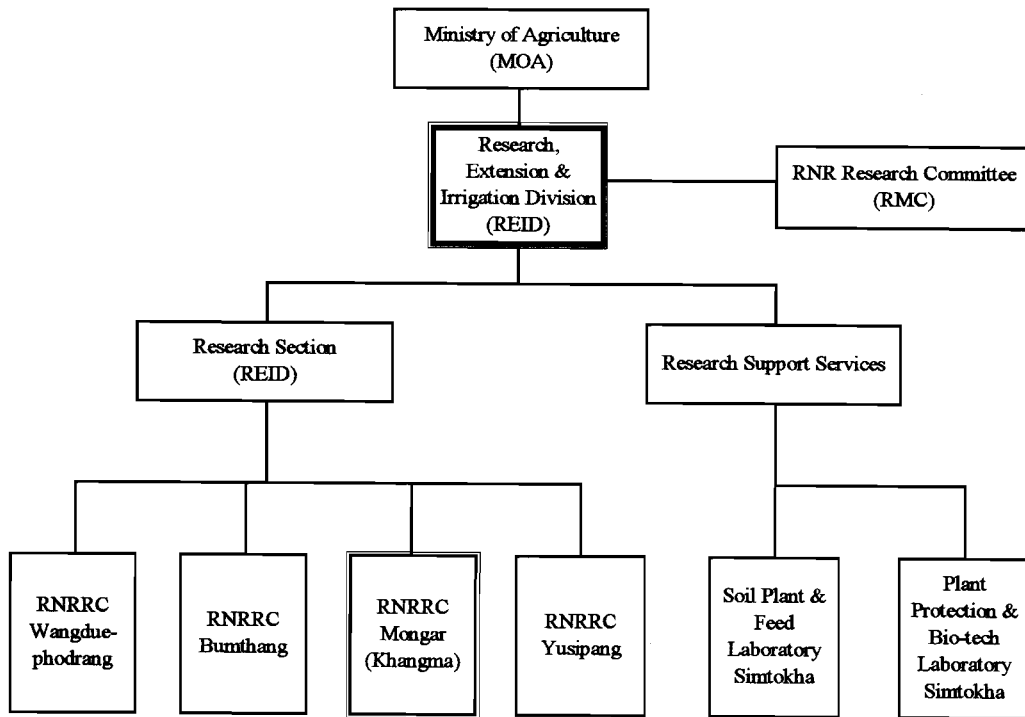 Ministry of Agriculture
(MOA)
Research,
Extension &
Irrigation Division
(REID)
RNR Research Committee
(RMC)
Research Section
(REID)
Research Support Services
RNRRC
Wangdue-
phodrang
RNRRC
Bumthang
RNRRC
Mongar
(Khangma)
RNRRC
Yusipang
Soil Plant &
Feed
Laboratory
Simtokha
Plant
Protection &
Bio-tech
Laboratory
Simtokha